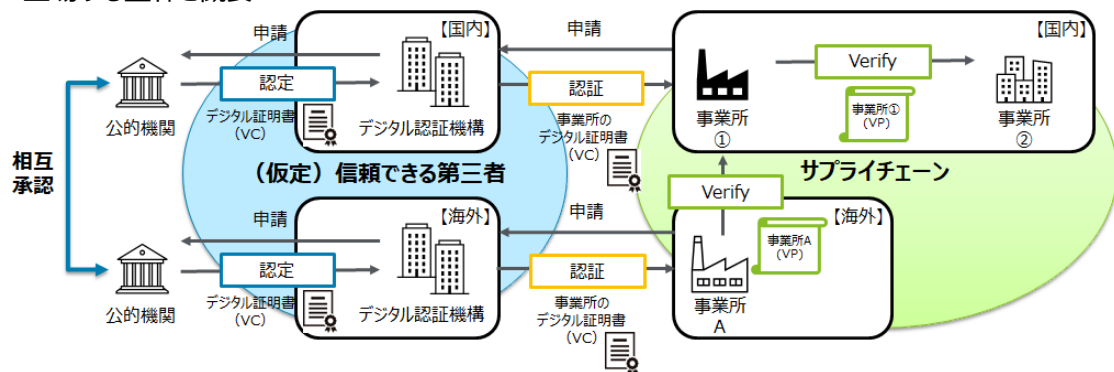 申請
【国内】
申請
【国内】
認定
認証
Verify
公的機関
デジタル証明書
(VC)
デジタル認証機構
事業所の
デジタル証明書
(VC)
事業所
①
事業所①
(VP)
事業所
②
相互
承認
(仮定)信頼できる第三者
サプライチェーン
Verify
申請
【海外】
申請
【海外】
認定
認証
事業所A
(VP)
公的機関
デジタル証明書
(VC)
デジタル認証機構
事業所の
デジタル証明書
(VC)
事業所
A